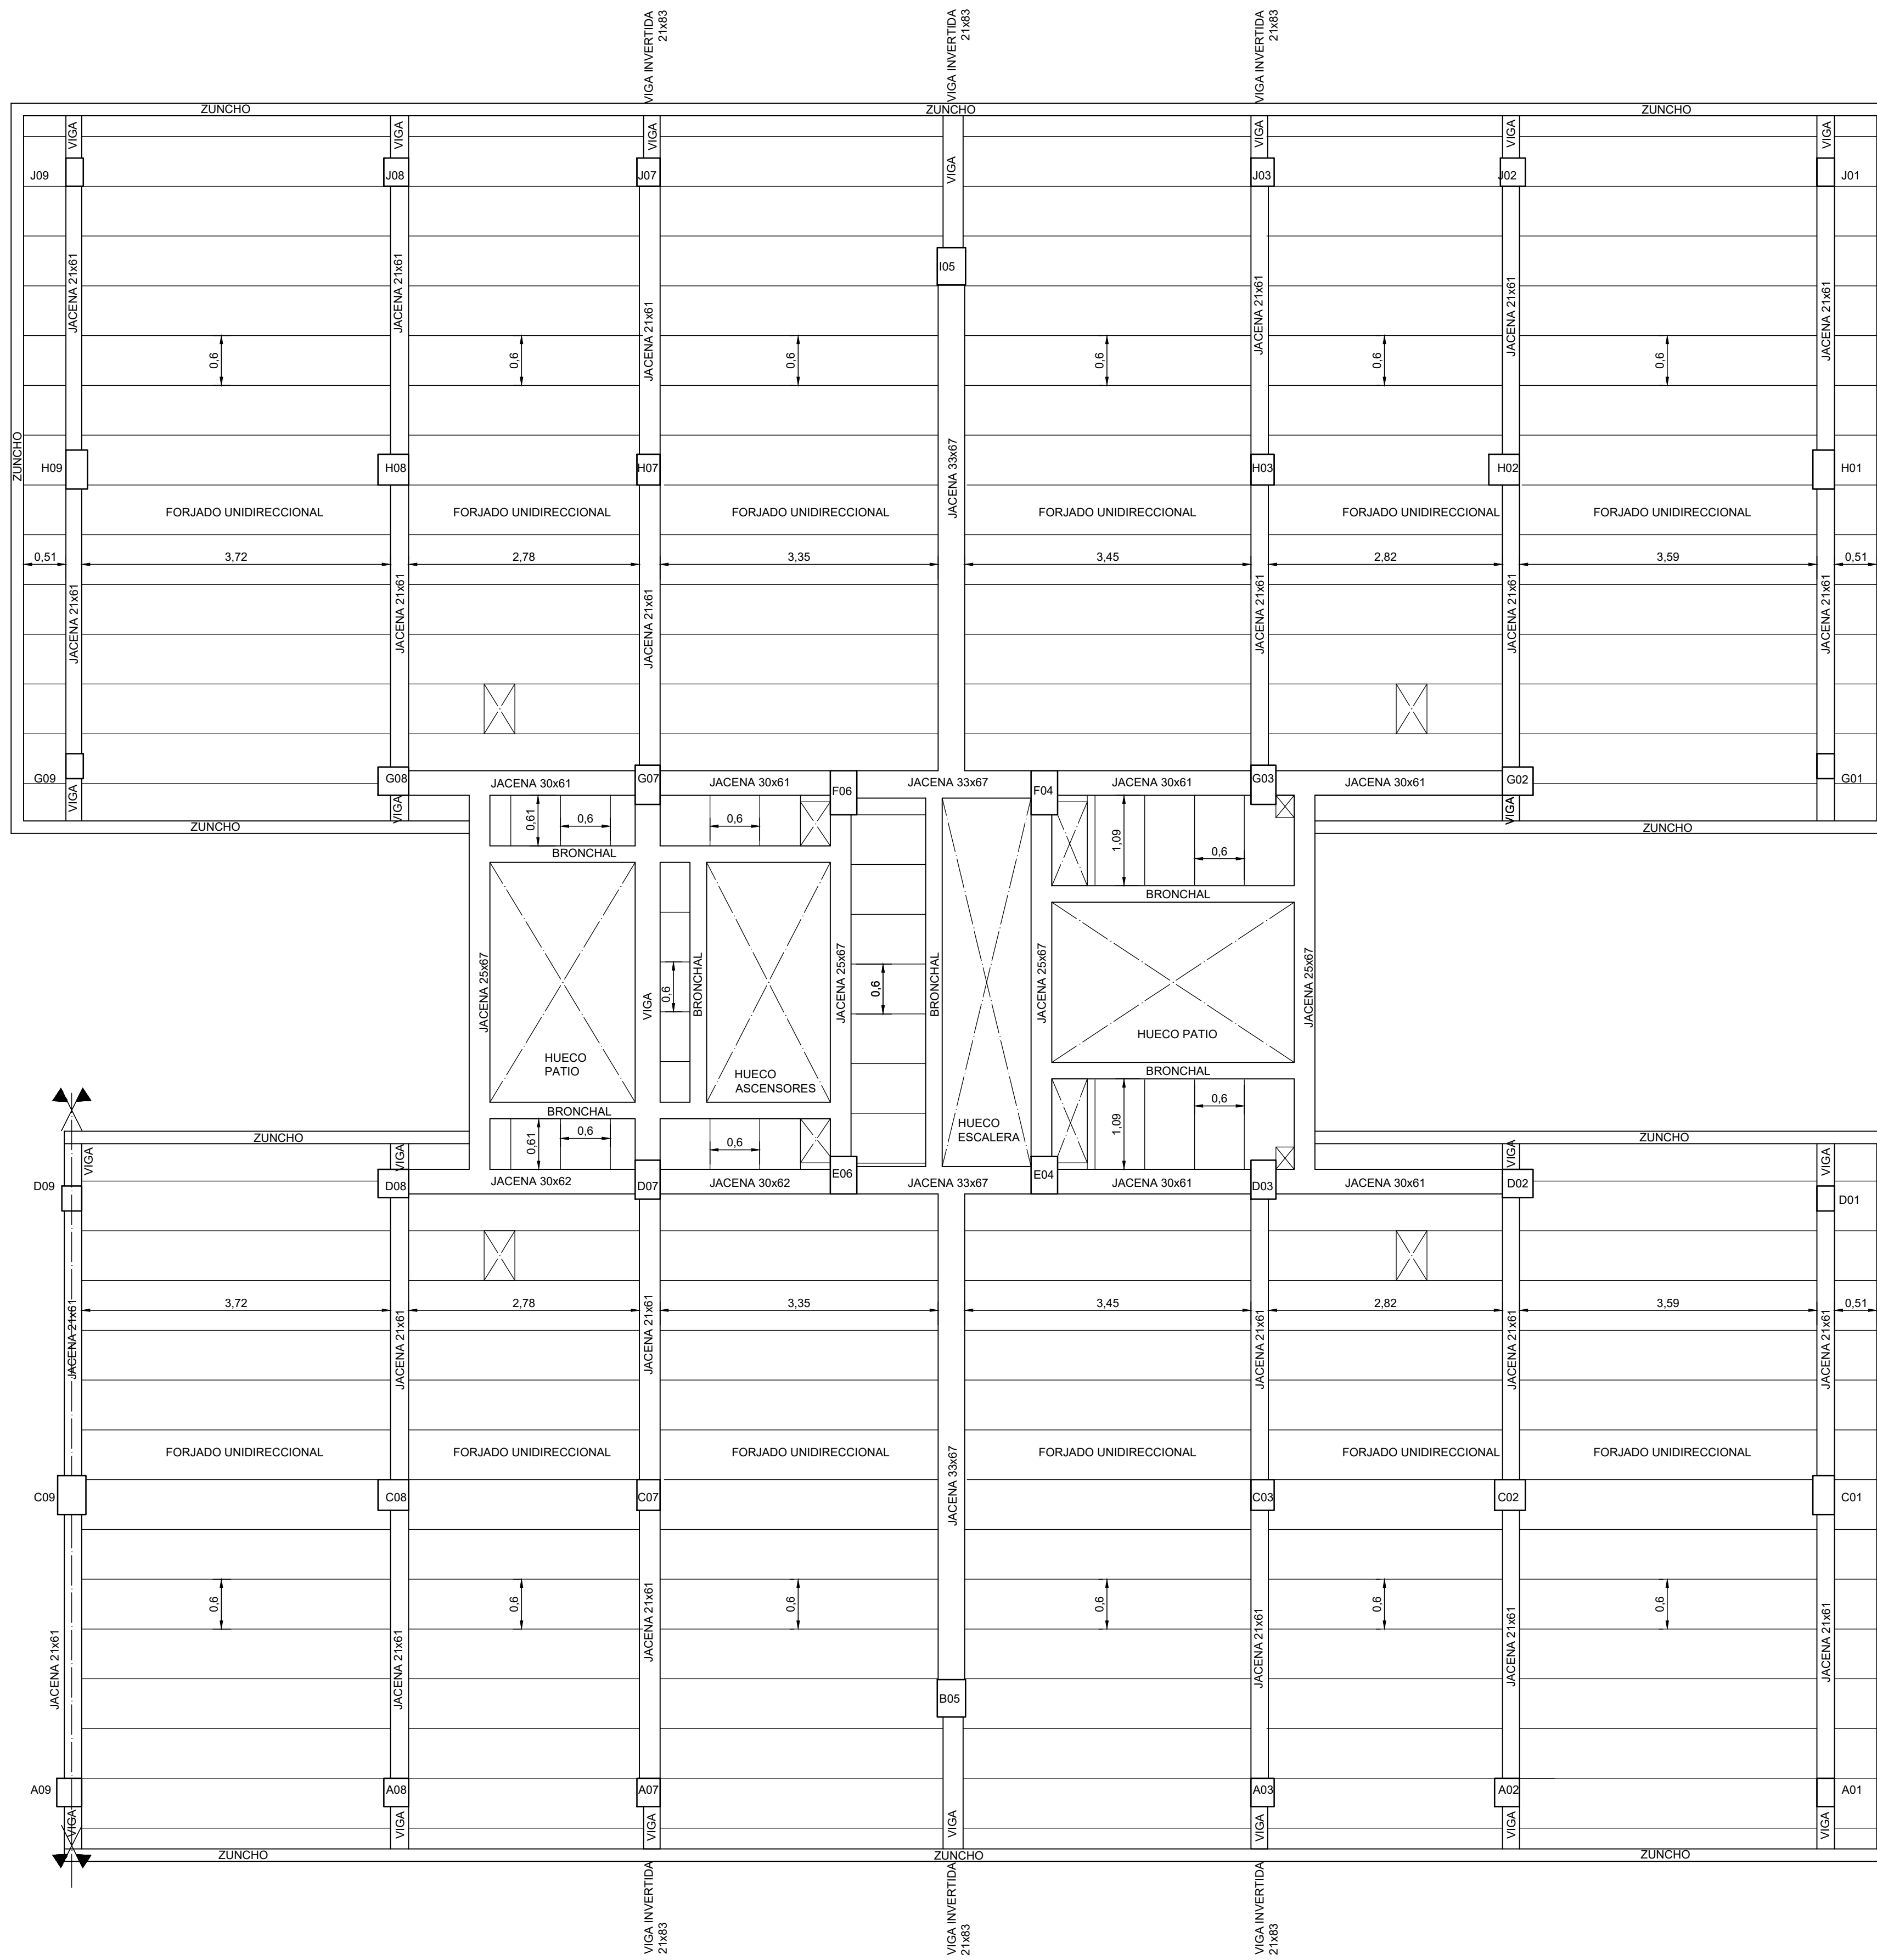 VIGA INVERTIDA
21x83
VIGA INVERTIDA
21x83
VIGA INVERTIDA
21x83
ZUNCHO
ZUNCHO
ZUNCHO
VIGA
VIGA
VIGA
VIGA
VIGA
VIGA
VIGA
J09
J08
J07
J03
J02
J01
I05
JACENA 21x61
JACENA 21x61
JACENA 21x61
JACENA 21x61
JACENA 21x61
JACENA 21x61
0,6
0,6
0,6
0,6
0,6
0,6
ZUNCHO
H09
H08
H07
JACENA 33x67
H03
H02
H01
FORJADO UNIDIRECCIONAL
FORJADO UNIDIRECCIONAL
FORJADO UNIDIRECCIONAL
FORJADO UNIDIRECCIONAL
FORJADO UNIDIRECCIONAL
FORJADO UNIDIRECCIONAL
0,51
3,72
2,78
3,35
3,45
2,82
3,59
0,51
JACENA 21x61
JACENA 21x61
JACENA 21x61
JACENA 21x61
JACENA 21x61
JACENA 21x61
G09
G08
JACENA 30x61
G07
JACENA 30x61
F06
JACENA 33x67
F04
JACENA 30x61
G03
JACENA 30x61
G02
G01
VIGA
VIGA
VIGA
ZUNCHO
ZUNCHO
0,61
0,6
0,6
1,09
0,6
BRONCHAL
BRONCHAL
JACENA 25x67
VIGA
0,6
BRONCHAL
JACENA 25x67
0,6
BRONCHAL
JACENA 25x67
JACENA 25x67
HUECO
PATIO
HUECO
ASCENSORES
HUECO PATIO
HUECO
ESCALERA
BRONCHAL
BRONCHAL
0,61
0,6
0,6
1,09
0,6
ZUNCHO
ZUNCHO
VIGA
VIGA
VIGA
VIGA
D09
D08
JACENA 30x62
D07
JACENA 30x62
E06
JACENA 33x67
E04
JACENA 30x61
D03
JACENA 30x61
D02
D01
3,72
2,78
3,35
3,45
2,82
3,59
0,51
JACENA 21x61
JACENA 21x61
JACENA 21x61
JACENA 21x61
JACENA 21x61
JACENA 21x61
FORJADO UNIDIRECCIONAL
FORJADO UNIDIRECCIONAL
FORJADO UNIDIRECCIONAL
FORJADO UNIDIRECCIONAL
FORJADO UNIDIRECCIONAL
FORJADO UNIDIRECCIONAL
C09
C08
C07
JACENA 33x67
C03
C02
C01
0,6
0,6
0,6
0,6
0,6
0,6
JACENA 21x61
JACENA 21x61
JACENA 21x61
JACENA 21x61
JACENA 21x61
JACENA 21x61
B05
A09
A08
A07
A03
A02
A01
VIGA
VIGA
VIGA
VIGA
VIGA
VIGA
VIGA
ZUNCHO
ZUNCHO
ZUNCHO
VIGA INVERTIDA
21x83
VIGA INVERTIDA
21x83
VIGA INVERTIDA
21x83